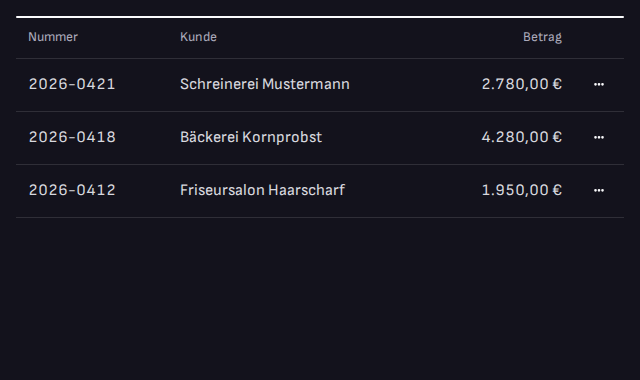 Nummer Kunde Betrag
2026-0421 Schreinerei Mustermann 2.780,00 € ···
2026-0418 Bäckerei Kornprobst 4.280,00 € ···
2026-0412 Friseursalon Haarscharf 1.950,00 € ···